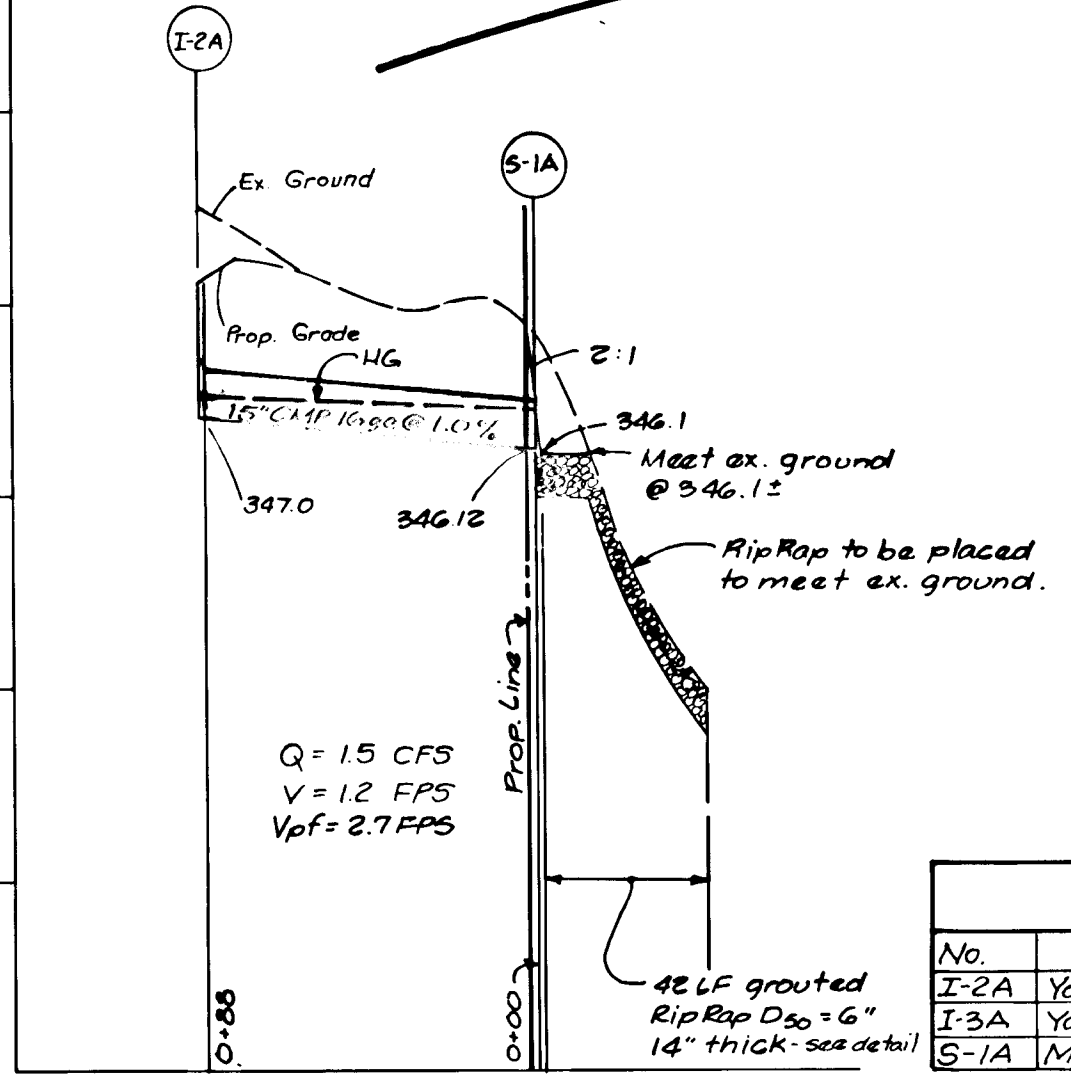 I-2A
S-1A
Ex. Ground
Prop. Grade
HG
2:1
15" CMP 16ga @ 1.0%
346.1
Meet ex. ground
@ 346.1±
347.0
346.12
RipRap to be placed
to meet ex. ground.
Prop. Line
Q = 1.5 CFS
V = 1.2 FPS
Vpf = 2.7 FPS
42 LF grouted
RipRap D50 = 6"
14" thick - see detail
0+88
0+00
No.
I-2A Ya
I-3A Ya
S-1A M